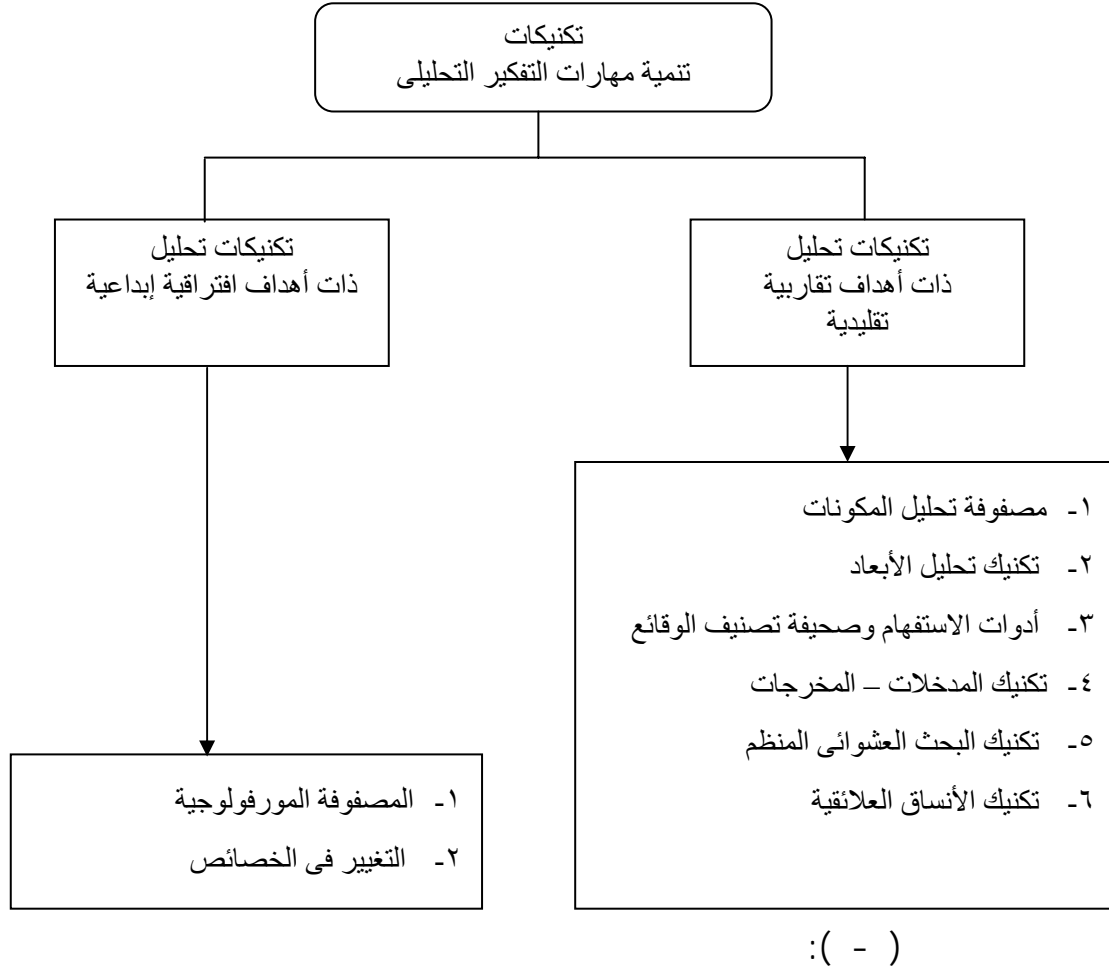 تكنيكات
تنمية مهارات التفكير التحليلى
تكنيكات تحليل
ذات أهداف تقاربية
تقليدية
تكنيكات تحليل
ذات أهداف افتراقية إبداعية
١- مصفوفة تحليل المكونات
٢- تكنيك تحليل الأبعاد
٣- أدوات الاستفهام وصحيفة تصنيف الوقائع
٤- تكنيك المدخلات – المخرجات
٥- تكنيك البحث العشوائى المنظم
٦- تكنيك الأنساق العلائقية
١- المصفوفة المورفولوجية
٢- التغيير فى الخصائص
( - ):